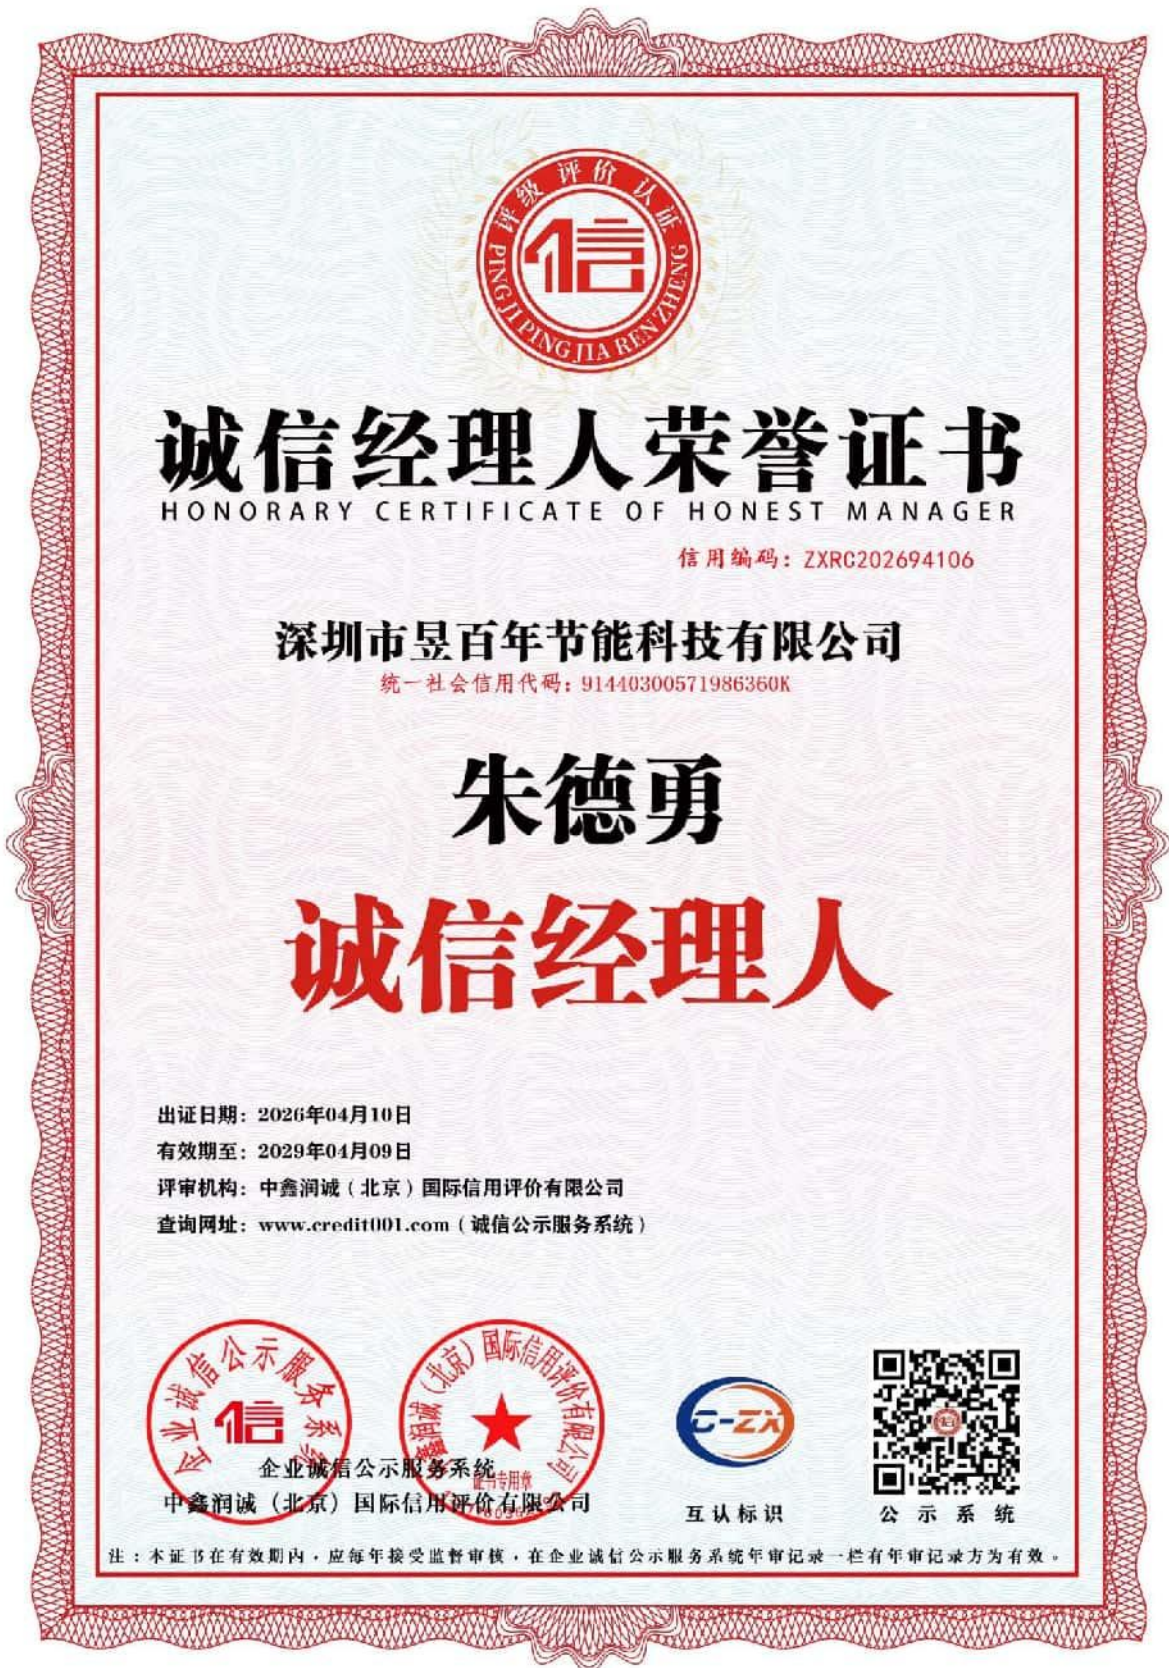 评级评价认证
PING JI PING JIA REN ZHENG
信
诚信经理人荣誉证书
HONORARY CERTIFICATE OF HONEST MANAGER
信用编码：ZXRC202694106
深圳市昱百年节能科技有限公司
统一社会信用代码：91440300571986360K
朱德勇
诚信经理人
出证日期：2026年04月10日
有效期至：2029年04月09日
评审机构：中鑫润诚（北京）国际信用评价有限公司
查询网址：www.credit001.com（诚信公示服务系统）
企业诚信公示服务系统
信
中鑫润诚（北京）国际信用评价有限公司
证书专用章
企业诚信公示服务系统
中鑫润诚（北京）国际信用评价有限公司
C-ZX
互认标识
公示系统
注：本证书在有效期内，应每年接受监督审核，在企业诚信公示服务系统年审记录一栏有年审记录方为有效。